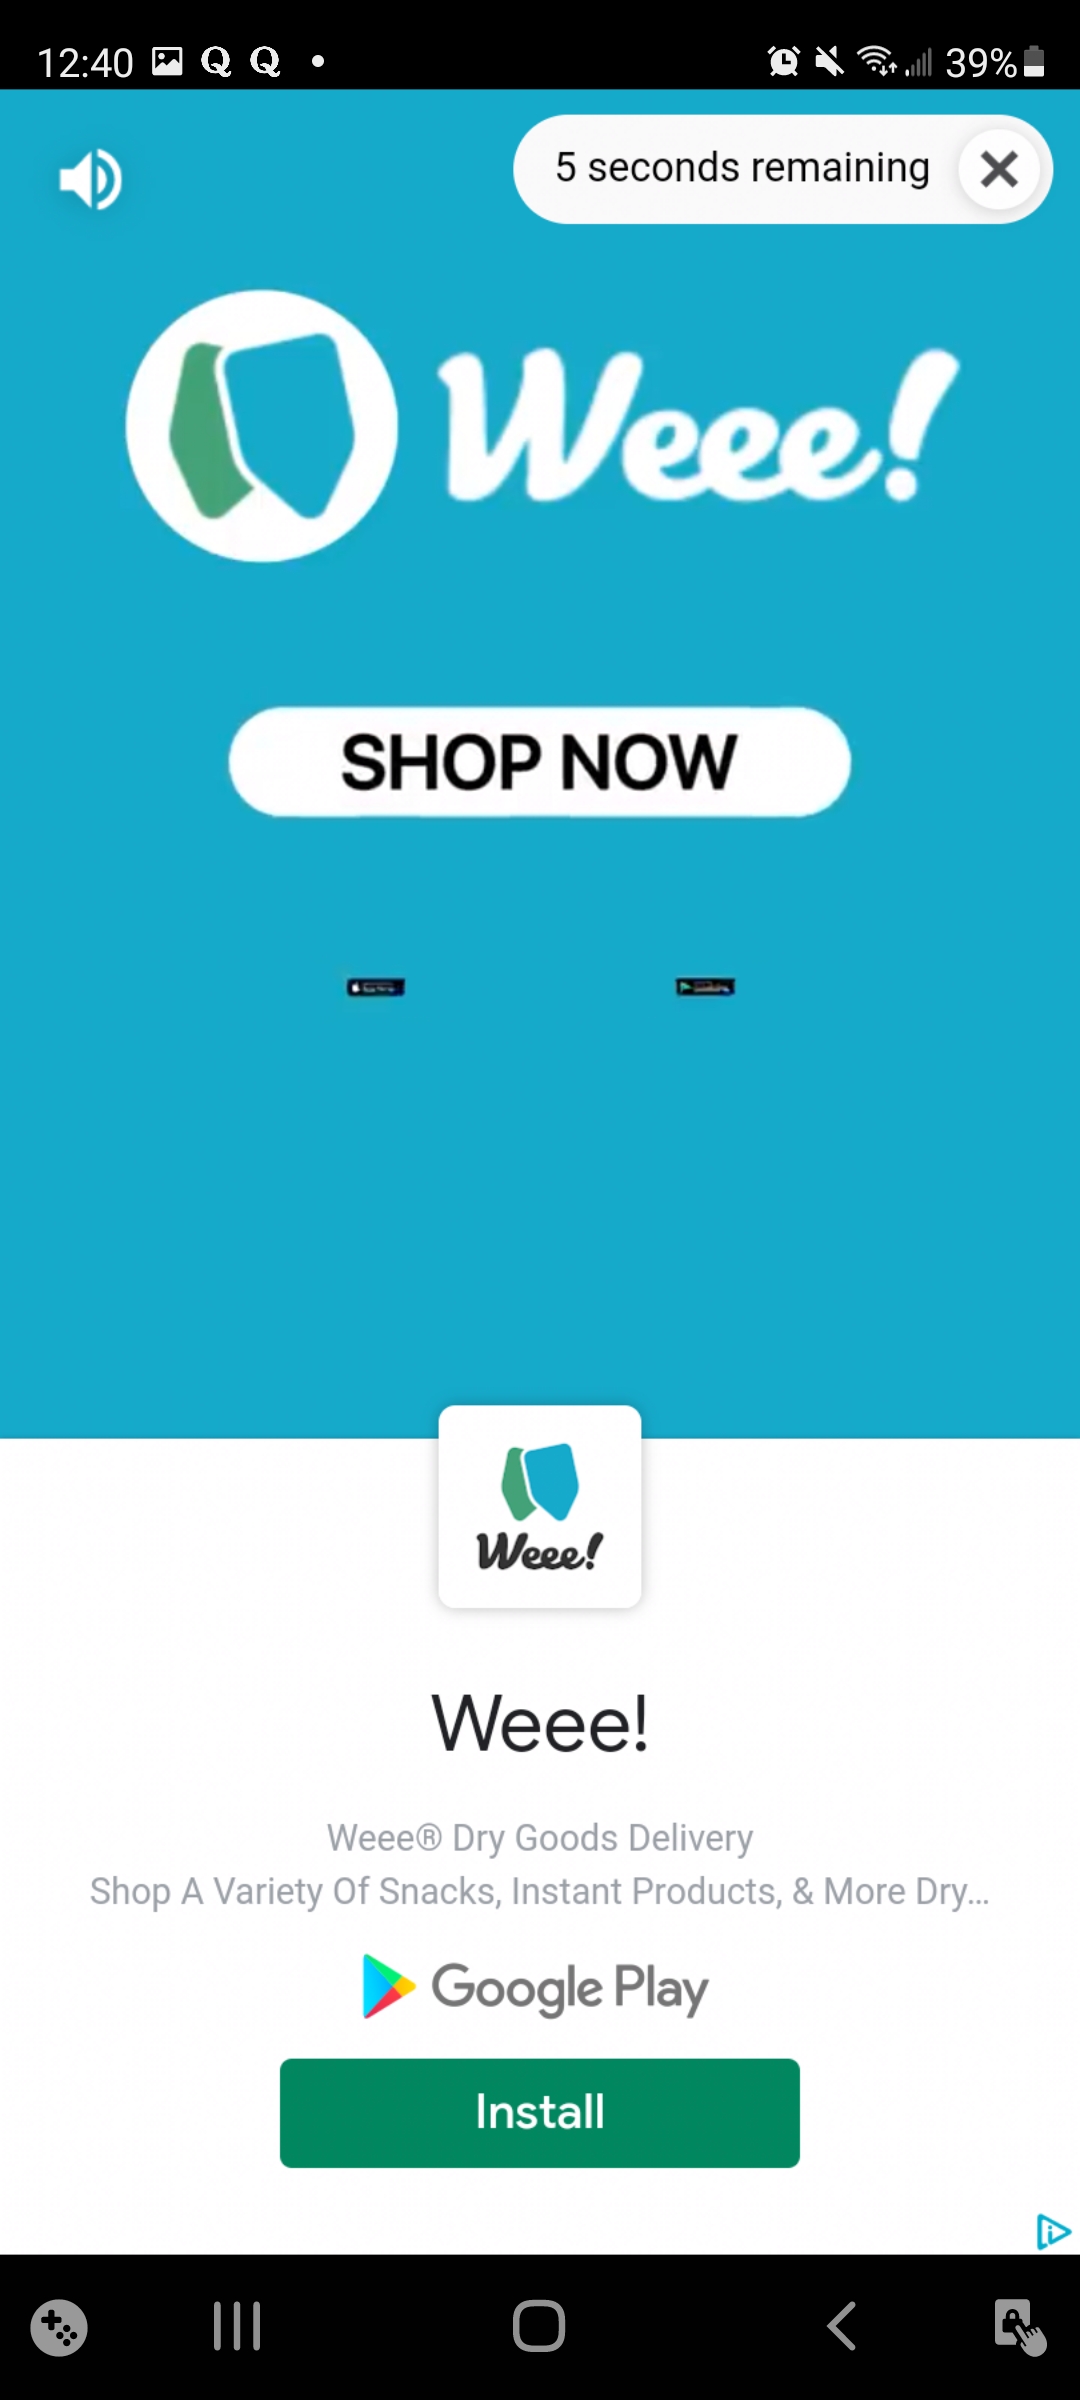 12:40 Q Q 39%
5 seconds remaining
Weee!
SHOP NOW
Weee!
Weee!
Weee® Dry Goods Delivery
Shop A Variety Of Snacks, Instant Products, & More Dry...
Google Play
Install